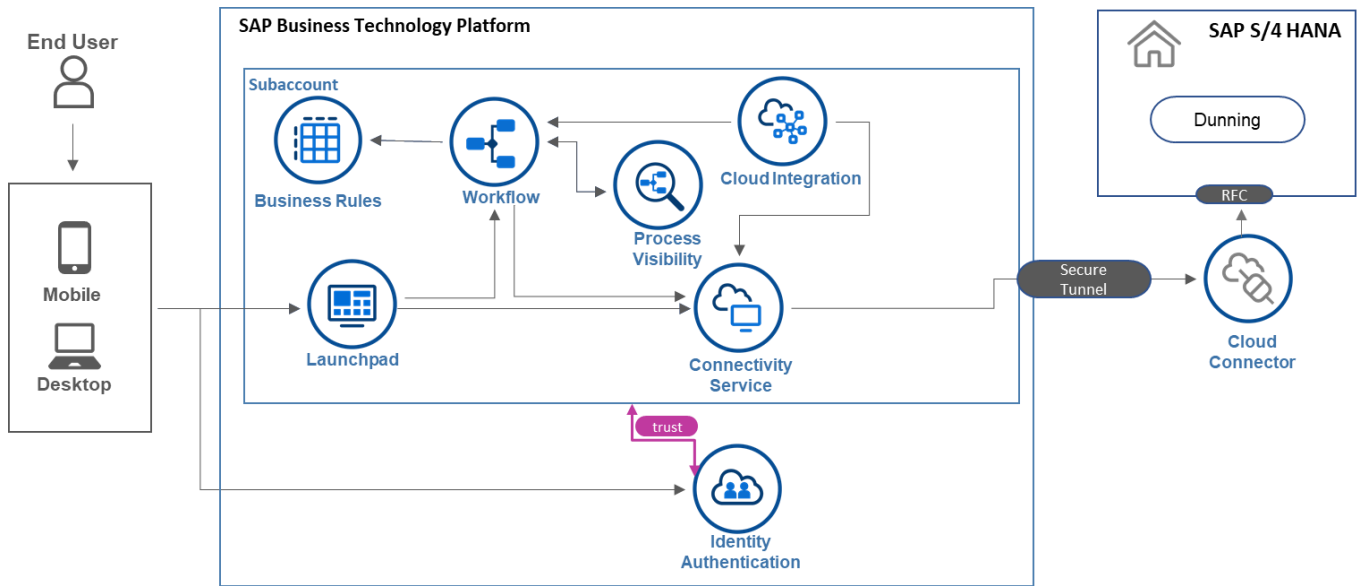 SAP Business Technology Platform
SAP S/4 HANA
End User
Subaccount
Dunning
Business Rules
Workflow
Cloud Integration
RFC
Process
Visibility
Mobile
Desktop
Launchpad
Connectivity
Service
Secure
Tunnel
Cloud
Connector
trust
Identity
Authentication